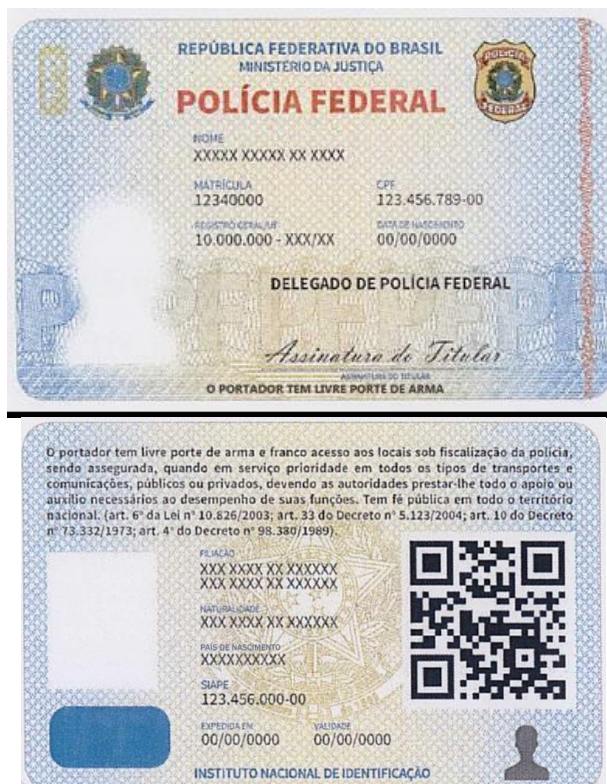 REPÚBLICA FEDERATIVA DO BRASIL
MINISTÉRIO DA JUSTIÇA
POLÍCIA FEDERAL
POLÍCIA
FEDERAL
NOME
XXXXX XXXXX XX XXXX
MATRÍCULA
12340000
CPF
123.456.789-00
REGISTRO GERAL/UF
10.000.000 - XXX/XX
DATA DE NASCIMENTO
00/00/0000
DELEGADO DE POLÍCIA FEDERAL
Assinatura do Titular
ASSINATURA DO TITULAR
O PORTADOR TEM LIVRE PORTE DE ARMA
O portador tem livre porte de arma e franco acesso aos locais sob fiscalização da polícia,
sendo assegurada, quando em serviço prioridade em todos os tipos de transportes e
comunicações, públicos ou privados, devendo as autoridades prestar-lhe todo o apoio ou
auxílio necessários ao desempenho de suas funções. Tem fé pública em todo o território
nacional. (art. 6º da Lei nº 10.826/2003; art. 33 do Decreto nº 5.123/2004; art. 10 do Decreto
nº 73.332/1973; art. 4º do Decreto nº 98.380/1989).
FILIAÇÃO
XXX XXXX XX XXXXXX
XXX XXXX XX XXXXXX
NATURALIDADE
XXX XXXX XX XXXXXX
PAÍS DE NASCIMENTO
XXXXXXXXXX
SIAPE
123.456.000-00
EXPEDIDA EM
00/00/0000
VALIDADE
00/00/0000
INSTITUTO NACIONAL DE IDENTIFICAÇÃO